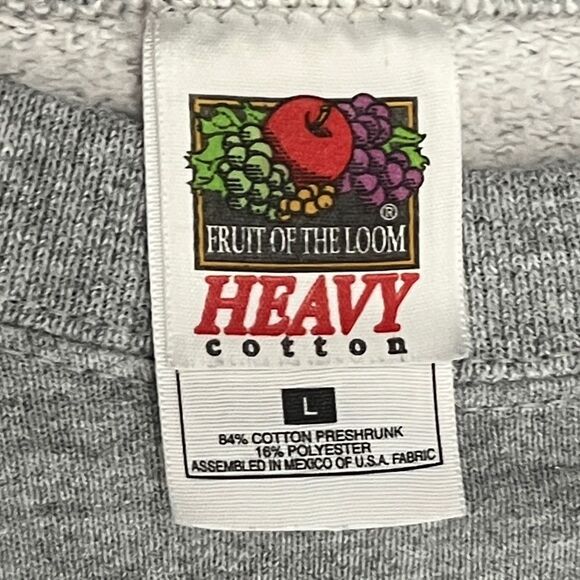 ®
FRUIT OF THE LOOM
HEAVY
cotton
L
84% COTTON PRESHRUNK
16% POLYESTER
ASSEMBLED IN MEXICO OF U.S.A. FABRIC